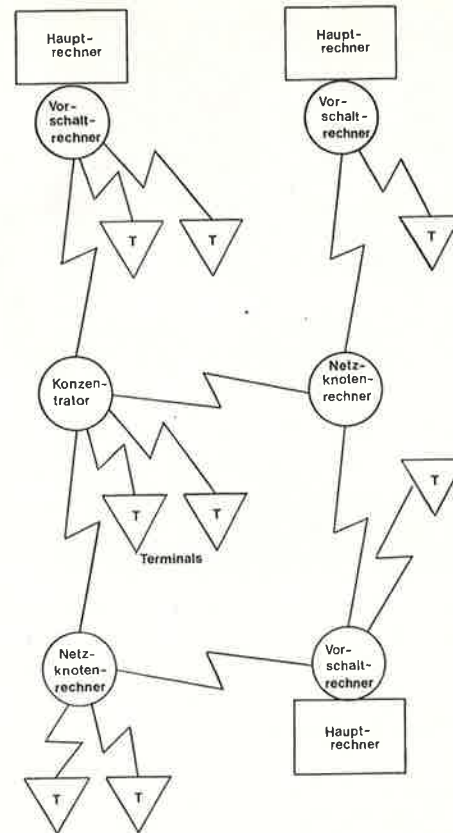 Haupt-
rechner
Haupt-
rechner
Vor-
schalt-
rechner
Vor-
schalt-
rechner
T
T
T
Konzen-
trator
Netz-
knoten-
rechner
T
T
T
Terminals
Netz-
knoten-
rechner
Vor-
schalt-
rechner
Haupt-
rechner
T
T